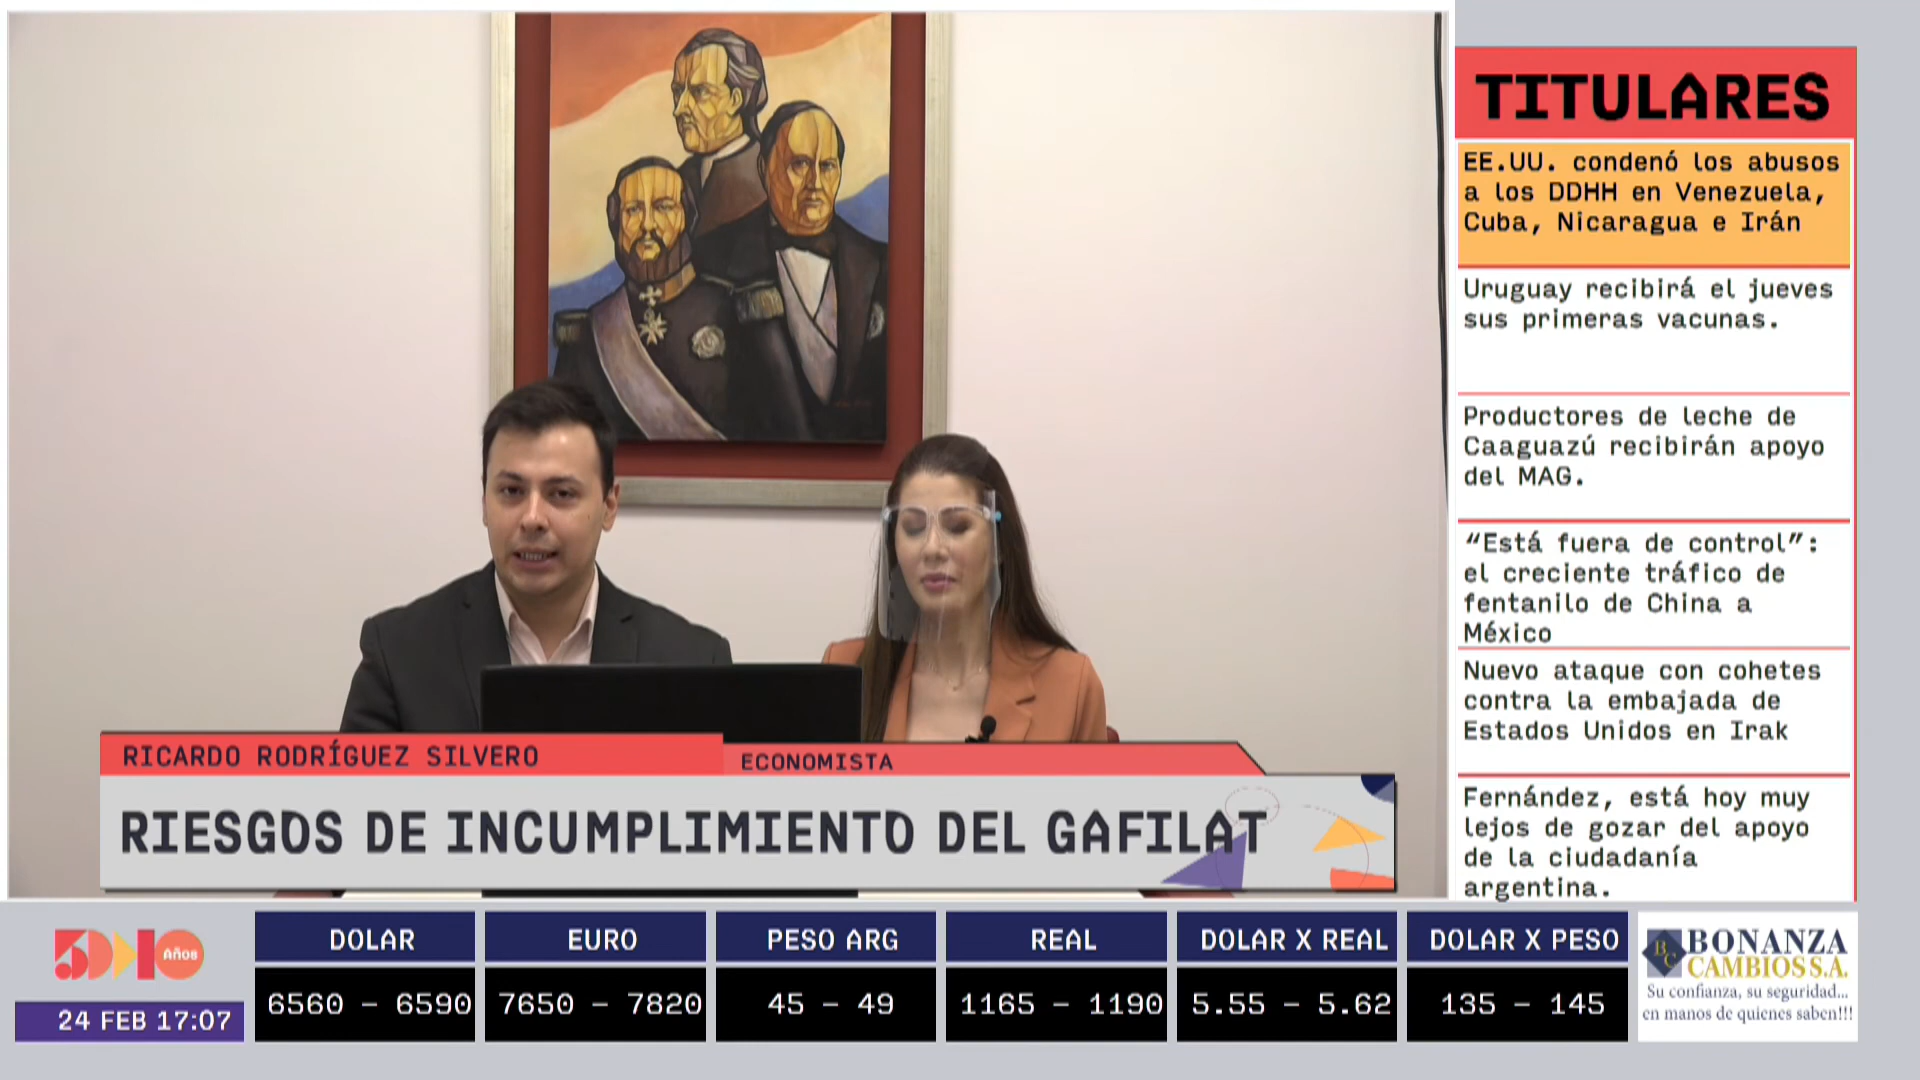 TITULARES
EE.UU. condenó los abusos
a los DDHH en Venezuela,
Cuba, Nicaragua e Irán
Uruguay recibirá el jueves
sus primeras vacunas.
Productores de leche de
Caaguazú recibirán apoyo
del MAG.
“Está fuera de control”:
el creciente tráfico de
fentanilo de China a
México
Nuevo ataque con cohetes
contra la embajada de
Estados Unidos en Irak
Fernández, está hoy muy
lejos de gozar del apoyo
de la ciudadanía
argentina.
RICARDO RODRÍGUEZ SILVERO
ECONOMISTA
RIESGOS DE INCUMPLIMIENTO DEL GAFILAT
5DÍAS 10 Años
24 FEB 17:07
DOLAR
6560 - 6590
EURO
7650 - 7820
PESO ARG
45 - 49
REAL
1165 - 1190
DOLAR X REAL
5.55 - 5.62
DOLAR X PESO
135 - 145
BC
BONANZA
CAMBIOS S.A.
Su confianza, su seguridad...
en manos de quienes saben!!!